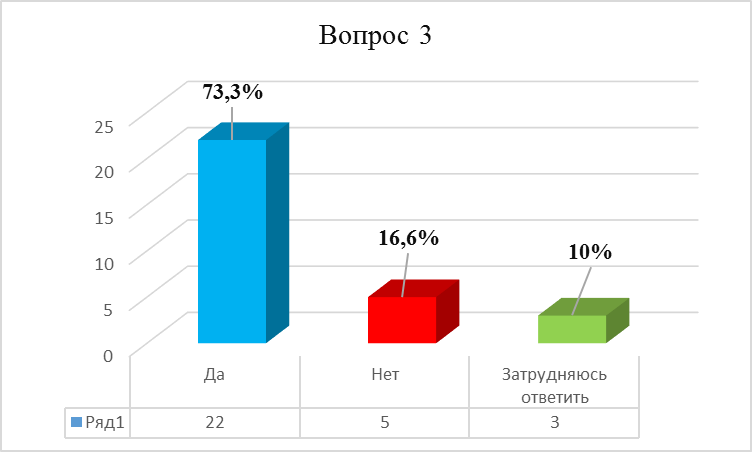 Вопрос 3
73,3%
16,6%
10%
25
20
15
10
5
0
Да
Нет
Затрудняюсь
ответить
Ряд1 22 5 3